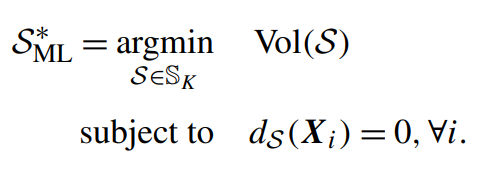 𝒮*ML = argmin Vol(𝒮)
𝒮∈𝕊K
subject to d𝒮(Xi) = 0, ∀i.